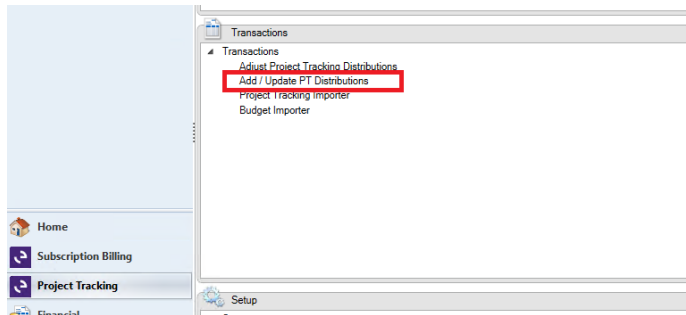 Transactions
Transactions
Adjust Project Tracking Distributions
Add / Update PT Distributions
Project Tracking Importer
Budget Importer
Home
Subscription Billing
Project Tracking
Setup
Financial